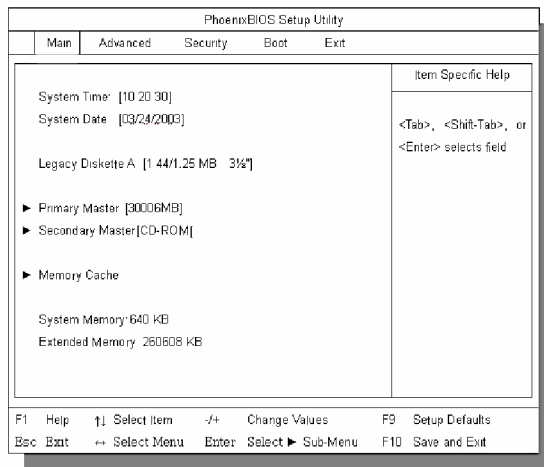 PhoenixBIOS Setup Utility
Main Advanced Security Boot Exit
Item Specific Help
System Time: [10 20 30]
System Date [03/24/2003]
<Tab>, <Shift-Tab>, or
<Enter> selects field
Legacy Diskette A [1 44/1.25 MB 3½"]
► Primary Master [30006MB]
► Secondary Master[CD-ROM[
► Memory Cache
System Memory: 640 KB
Extended Memory 260608 KB
F1 Help ↑↓ Select Item -/+ Change Values F9 Setup Defaults
Esc Exit ↔ Select Menu Enter Select ► Sub-Menu F10 Save and Exit